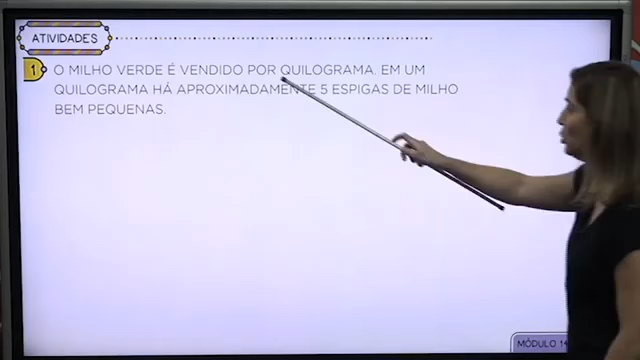 ATIVIDADES
1 O MILHO VERDE É VENDIDO POR QUILOGRAMA. EM UM
QUILOGRAMA HÁ APROXIMADAMENTE 5 ESPIGAS DE MILHO
BEM PEQUENAS.
MÓDULO 14